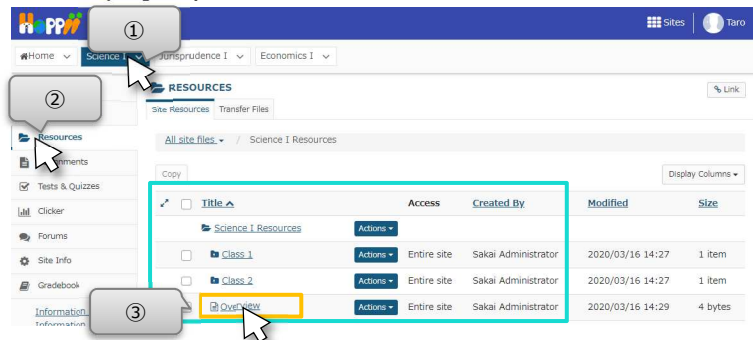 Hoppii
Sites
Taro
①
Home
Science I
Jurisprudence I
Economics I
②
RESOURCES
Link
Site Resources
Transfer Files
Resources
All site files / Science I Resources
Copy
Display Columns
Tests & Quizzes
Title
Access
Created By
Modified
Size
Clicker
Science I Resources
Actions
Forums
Class 1
Actions
Entire site
Sakai Administrator
2020/03/16 14:27
1 item
Site Info
Class 2
Actions
Entire site
Sakai Administrator
2020/03/16 14:27
1 item
Gradebook
Overview
Actions
Entire site
Sakai Administrator
2020/03/16 14:29
4 bytes
Information
③
Information